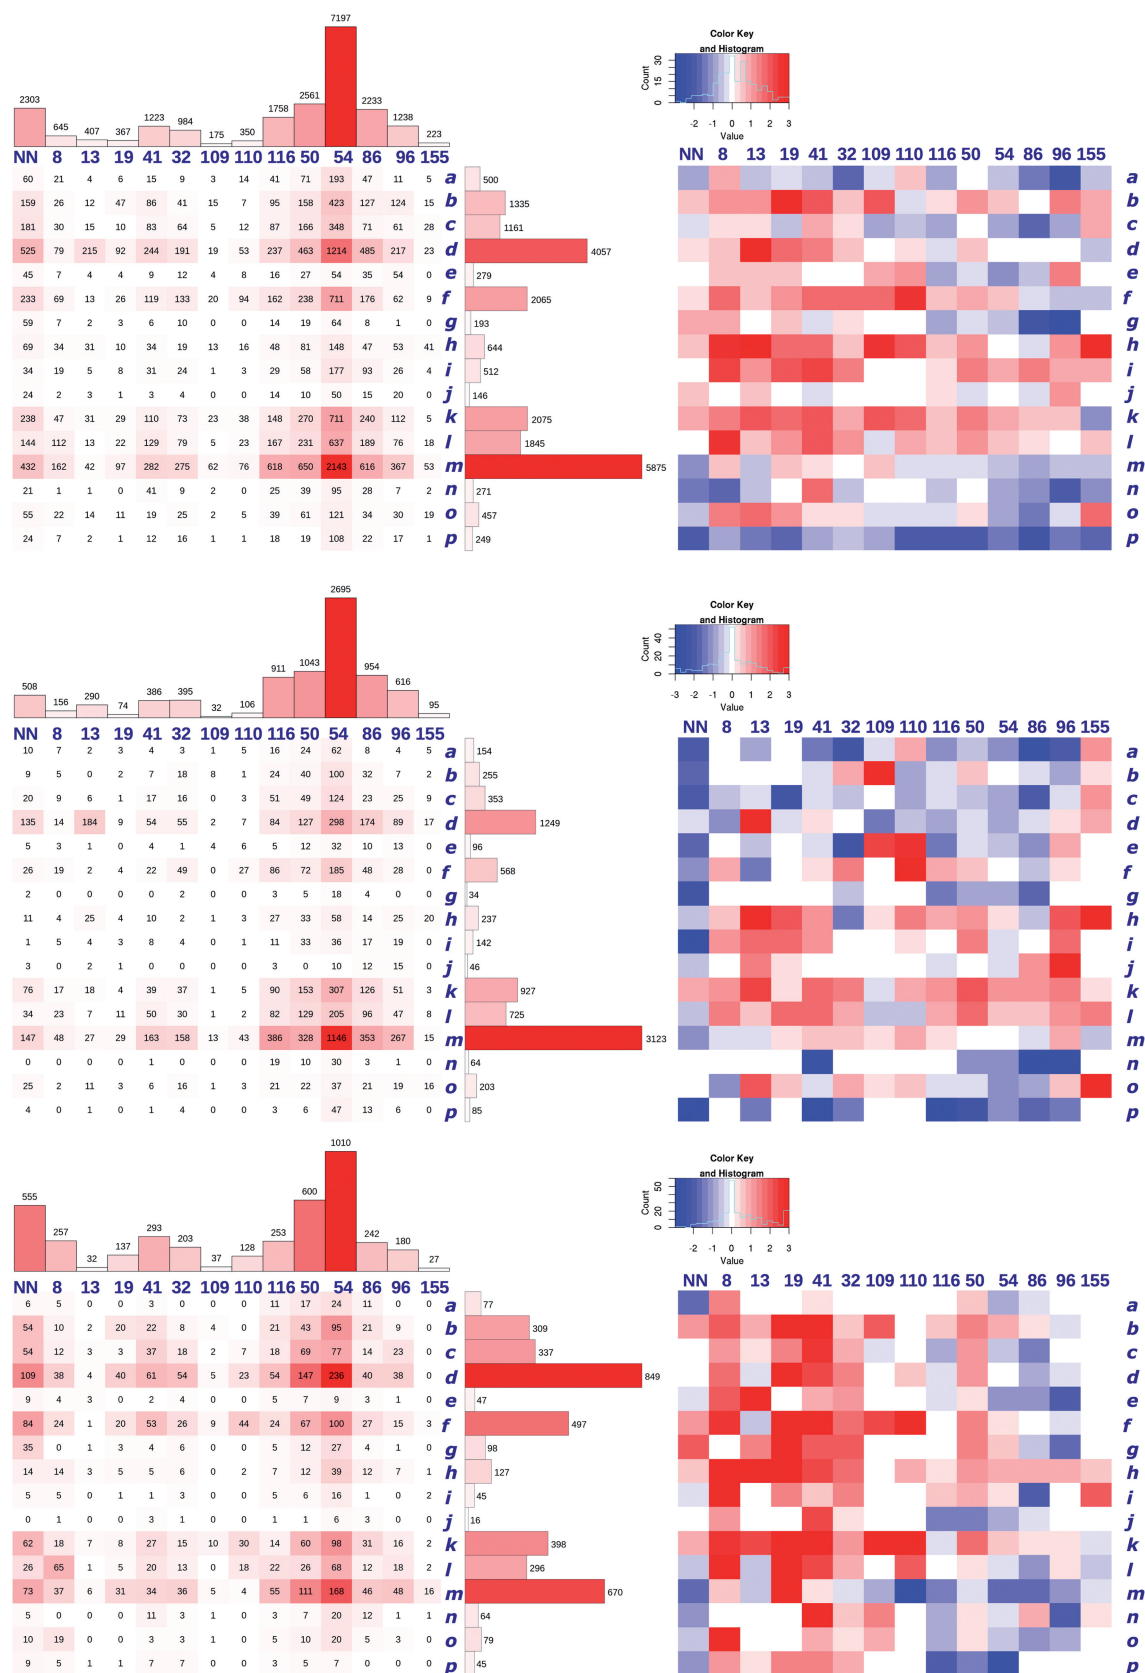 7197
2303 645 407 367 1223 984 175 350 1758 2561 2233 1238 223
NN 8 13 19 41 32 109 110 116 50 54 86 96 155
60 21 4 6 15 9 3 14 41 71 193 47 11 5 a 500
159 26 12 47 86 41 15 7 95 158 423 127 124 15 b 1335
181 30 15 10 83 64 5 12 87 166 348 71 61 28 c 1161
525 79 215 92 244 191 19 53 237 463 1214 485 217 23 d 4057
45 7 4 4 9 12 4 8 16 27 54 35 54 0 e 279
233 69 13 26 119 133 20 94 162 238 711 176 62 9 f 2065
59 7 2 3 6 10 0 0 14 19 64 8 1 0 g 193
69 34 31 10 34 19 13 16 48 81 148 47 53 41 h 644
34 19 5 8 31 24 1 3 29 58 177 93 26 4 i 512
24 2 3 1 3 4 0 0 14 10 50 15 20 0 j 146
238 47 31 29 110 73 23 38 148 270 711 240 112 5 k 2075
144 112 13 22 129 79 5 23 167 231 637 189 76 18 l 1845
432 162 42 97 282 275 62 76 618 650 2143 616 367 53 m 5875
21 1 1 0 41 9 2 0 25 39 95 28 7 2 n 271
55 22 14 11 19 25 2 5 39 61 121 34 30 19 o 457
24 7 2 1 12 16 1 1 18 19 108 22 17 1 p 249
Color Key
and Histogram
Count
0 15 30
-2 -1 0 1 2 3
Value
NN 8 13 19 41 32 109 110 116 50 54 86 96 155
a
b
c
d
e
f
g
h
i
j
k
l
m
n
o
p
2695
508 156 290 74 386 395 32 106 911 1043 954 616 95
NN 8 13 19 41 32 109 110 116 50 54 86 96 155
10 7 2 3 4 3 1 5 16 24 62 8 4 5 a 154
9 5 0 2 7 18 8 1 24 40 100 32 7 2 b 255
20 9 6 1 17 16 0 3 51 49 124 23 25 9 c 353
135 14 184 9 54 55 2 7 84 127 298 174 89 17 d 1249
5 3 1 0 4 1 4 6 5 12 32 10 13 0 e 96
26 19 2 4 22 49 0 27 86 72 185 48 28 0 f 568
2 0 0 0 0 2 0 0 3 5 18 4 0 0 g 34
11 4 25 4 10 2 1 3 27 33 58 14 25 20 h 237
1 5 4 3 8 4 0 1 11 33 36 17 19 0 i 142
3 0 2 1 0 0 0 0 3 0 10 12 15 0 j 46
76 17 18 4 39 37 1 5 90 153 307 126 51 3 k 927
34 23 7 11 50 30 1 2 82 129 205 96 47 8 l 725
147 48 27 29 163 158 13 43 386 328 1146 353 267 15 m 3123
0 0 0 0 1 0 0 0 19 10 30 3 1 0 n 64
25 2 11 3 6 16 1 3 21 22 37 21 19 16 o 203
4 0 1 0 1 4 0 0 3 6 47 13 6 0 p 85
Color Key
and Histogram
Count
0 20 40
-3 -2 -1 0 1 2 3
Value
NN 8 13 19 41 32 109 110 116 50 54 86 96 155
a
b
c
d
e
f
g
h
i
j
k
l
m
n
o
p
1010
555 257 32 137 293 203 37 128 253 600 242 180 27
NN 8 13 19 41 32 109 110 116 50 54 86 96 155
6 5 0 0 3 0 0 0 11 17 24 11 0 0 a 77
54 10 2 20 22 8 4 0 21 43 95 21 9 0 b 309
54 12 3 3 37 18 2 7 18 69 77 14 23 0 c 337
109 38 4 40 61 54 5 23 54 147 236 40 38 0 d 849
9 4 3 0 2 4 0 0 5 7 9 3 1 0 e 47
84 24 1 20 53 26 9 44 24 67 100 27 15 3 f 497
35 0 1 3 4 6 0 0 5 12 27 4 1 0 g 98
14 14 3 5 5 6 0 2 7 12 39 12 7 1 h 127
5 5 0 1 1 3 0 0 5 6 16 1 0 2 i 45
0 1 0 0 3 1 0 0 1 1 6 3 0 0 j 16
62 18 7 8 27 15 10 30 14 60 98 31 16 2 k 398
26 65 1 5 20 13 0 18 22 26 68 12 18 2 l 296
73 37 6 31 34 36 5 4 55 111 168 46 48 16 m 670
5 0 0 0 11 3 1 0 3 7 20 12 1 1 n 64
10 19 0 0 3 3 1 0 5 10 20 5 3 0 o 79
9 5 1 1 7 7 0 0 3 5 7 0 0 0 p 45
Color Key
and Histogram
Count
0 20 50
-2 -1 0 1 2 3
Value
NN 8 13 19 41 32 109 110 116 50 54 86 96 155
a
b
c
d
e
f
g
h
i
j
k
l
m
n
o
p